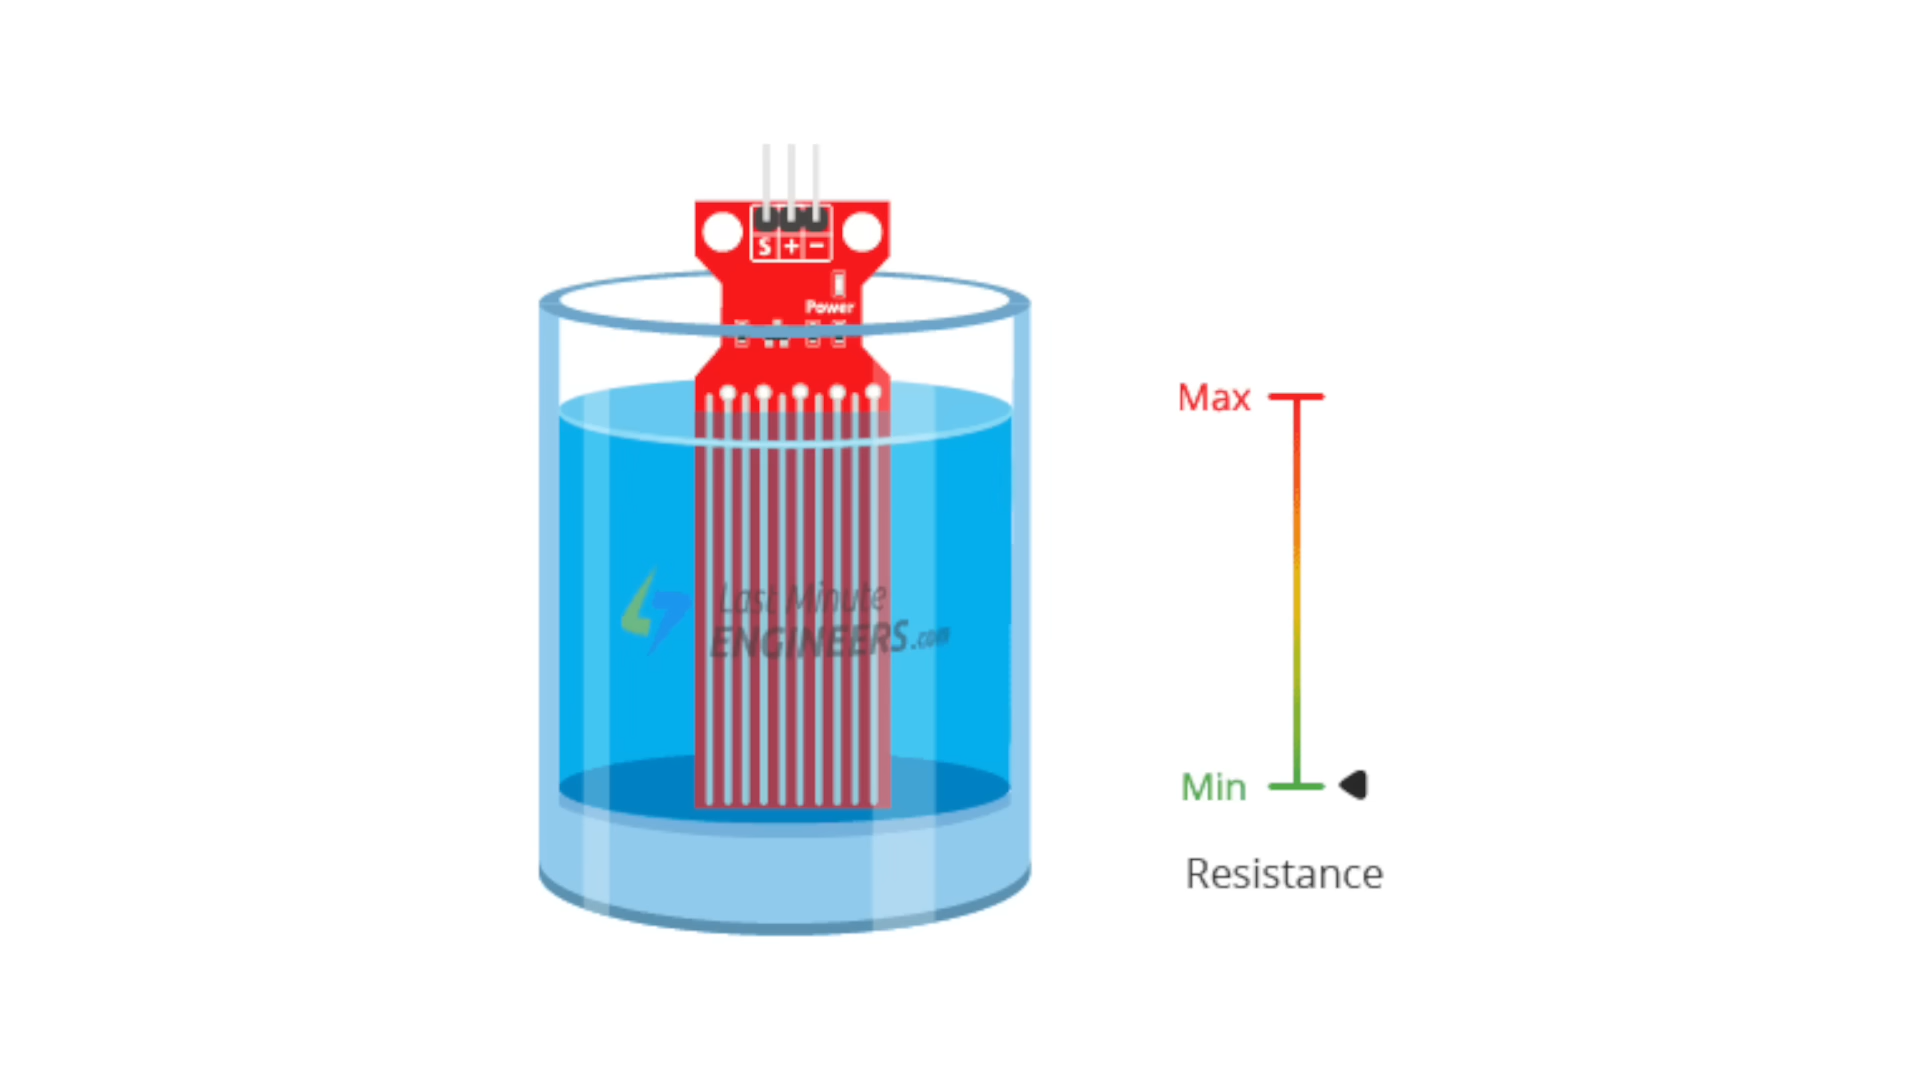 S + −
Power
Max
Last Minute
ENGINEERS.com
Min
Resistance